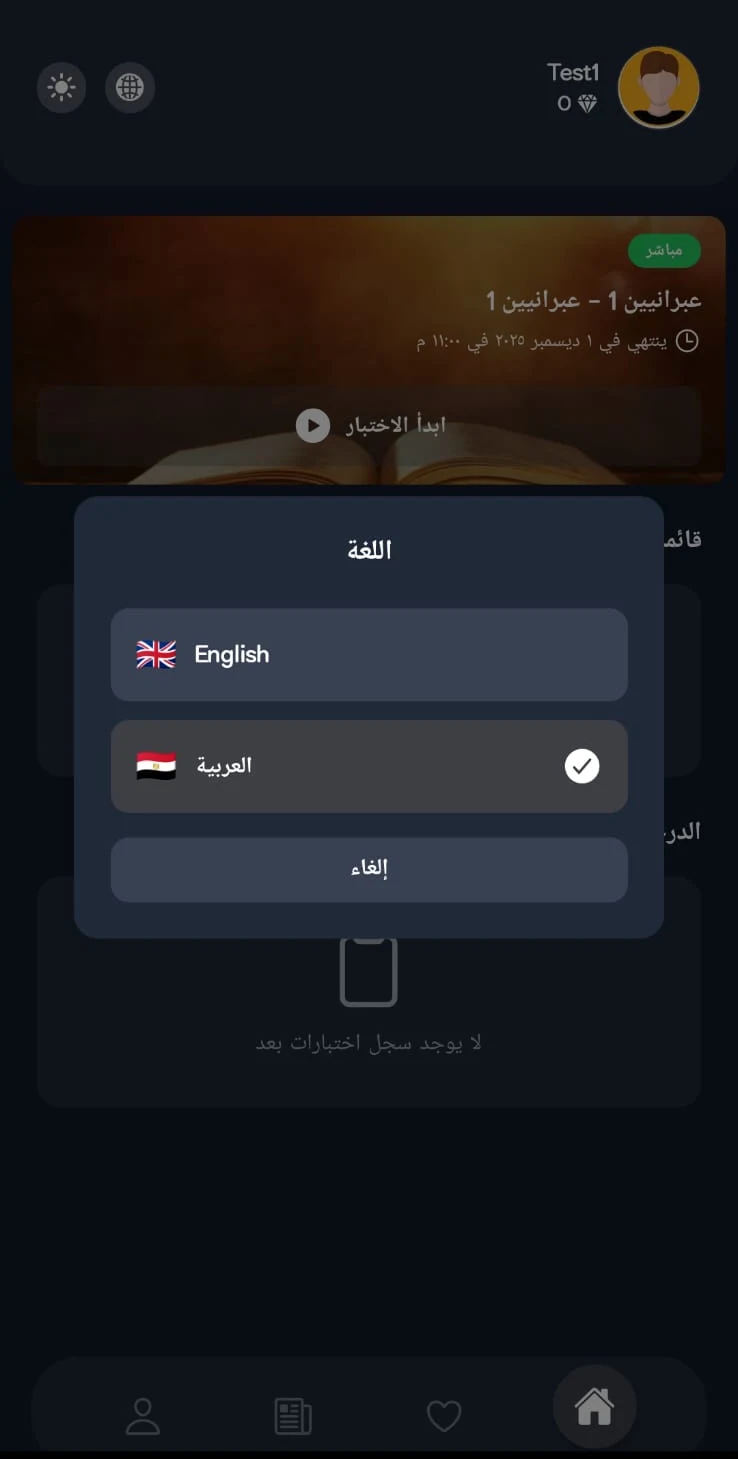 Test1
0
مباشر
عبرانيين 1 - عبرانيين 1
ينتهي في ١ ديسمبر ٢٠٢٥ في ١١:٠٠ م
ابدأ الاختبار
اللغة
English
العربية
إلغاء
لا يوجد سجل اختبارات بعد